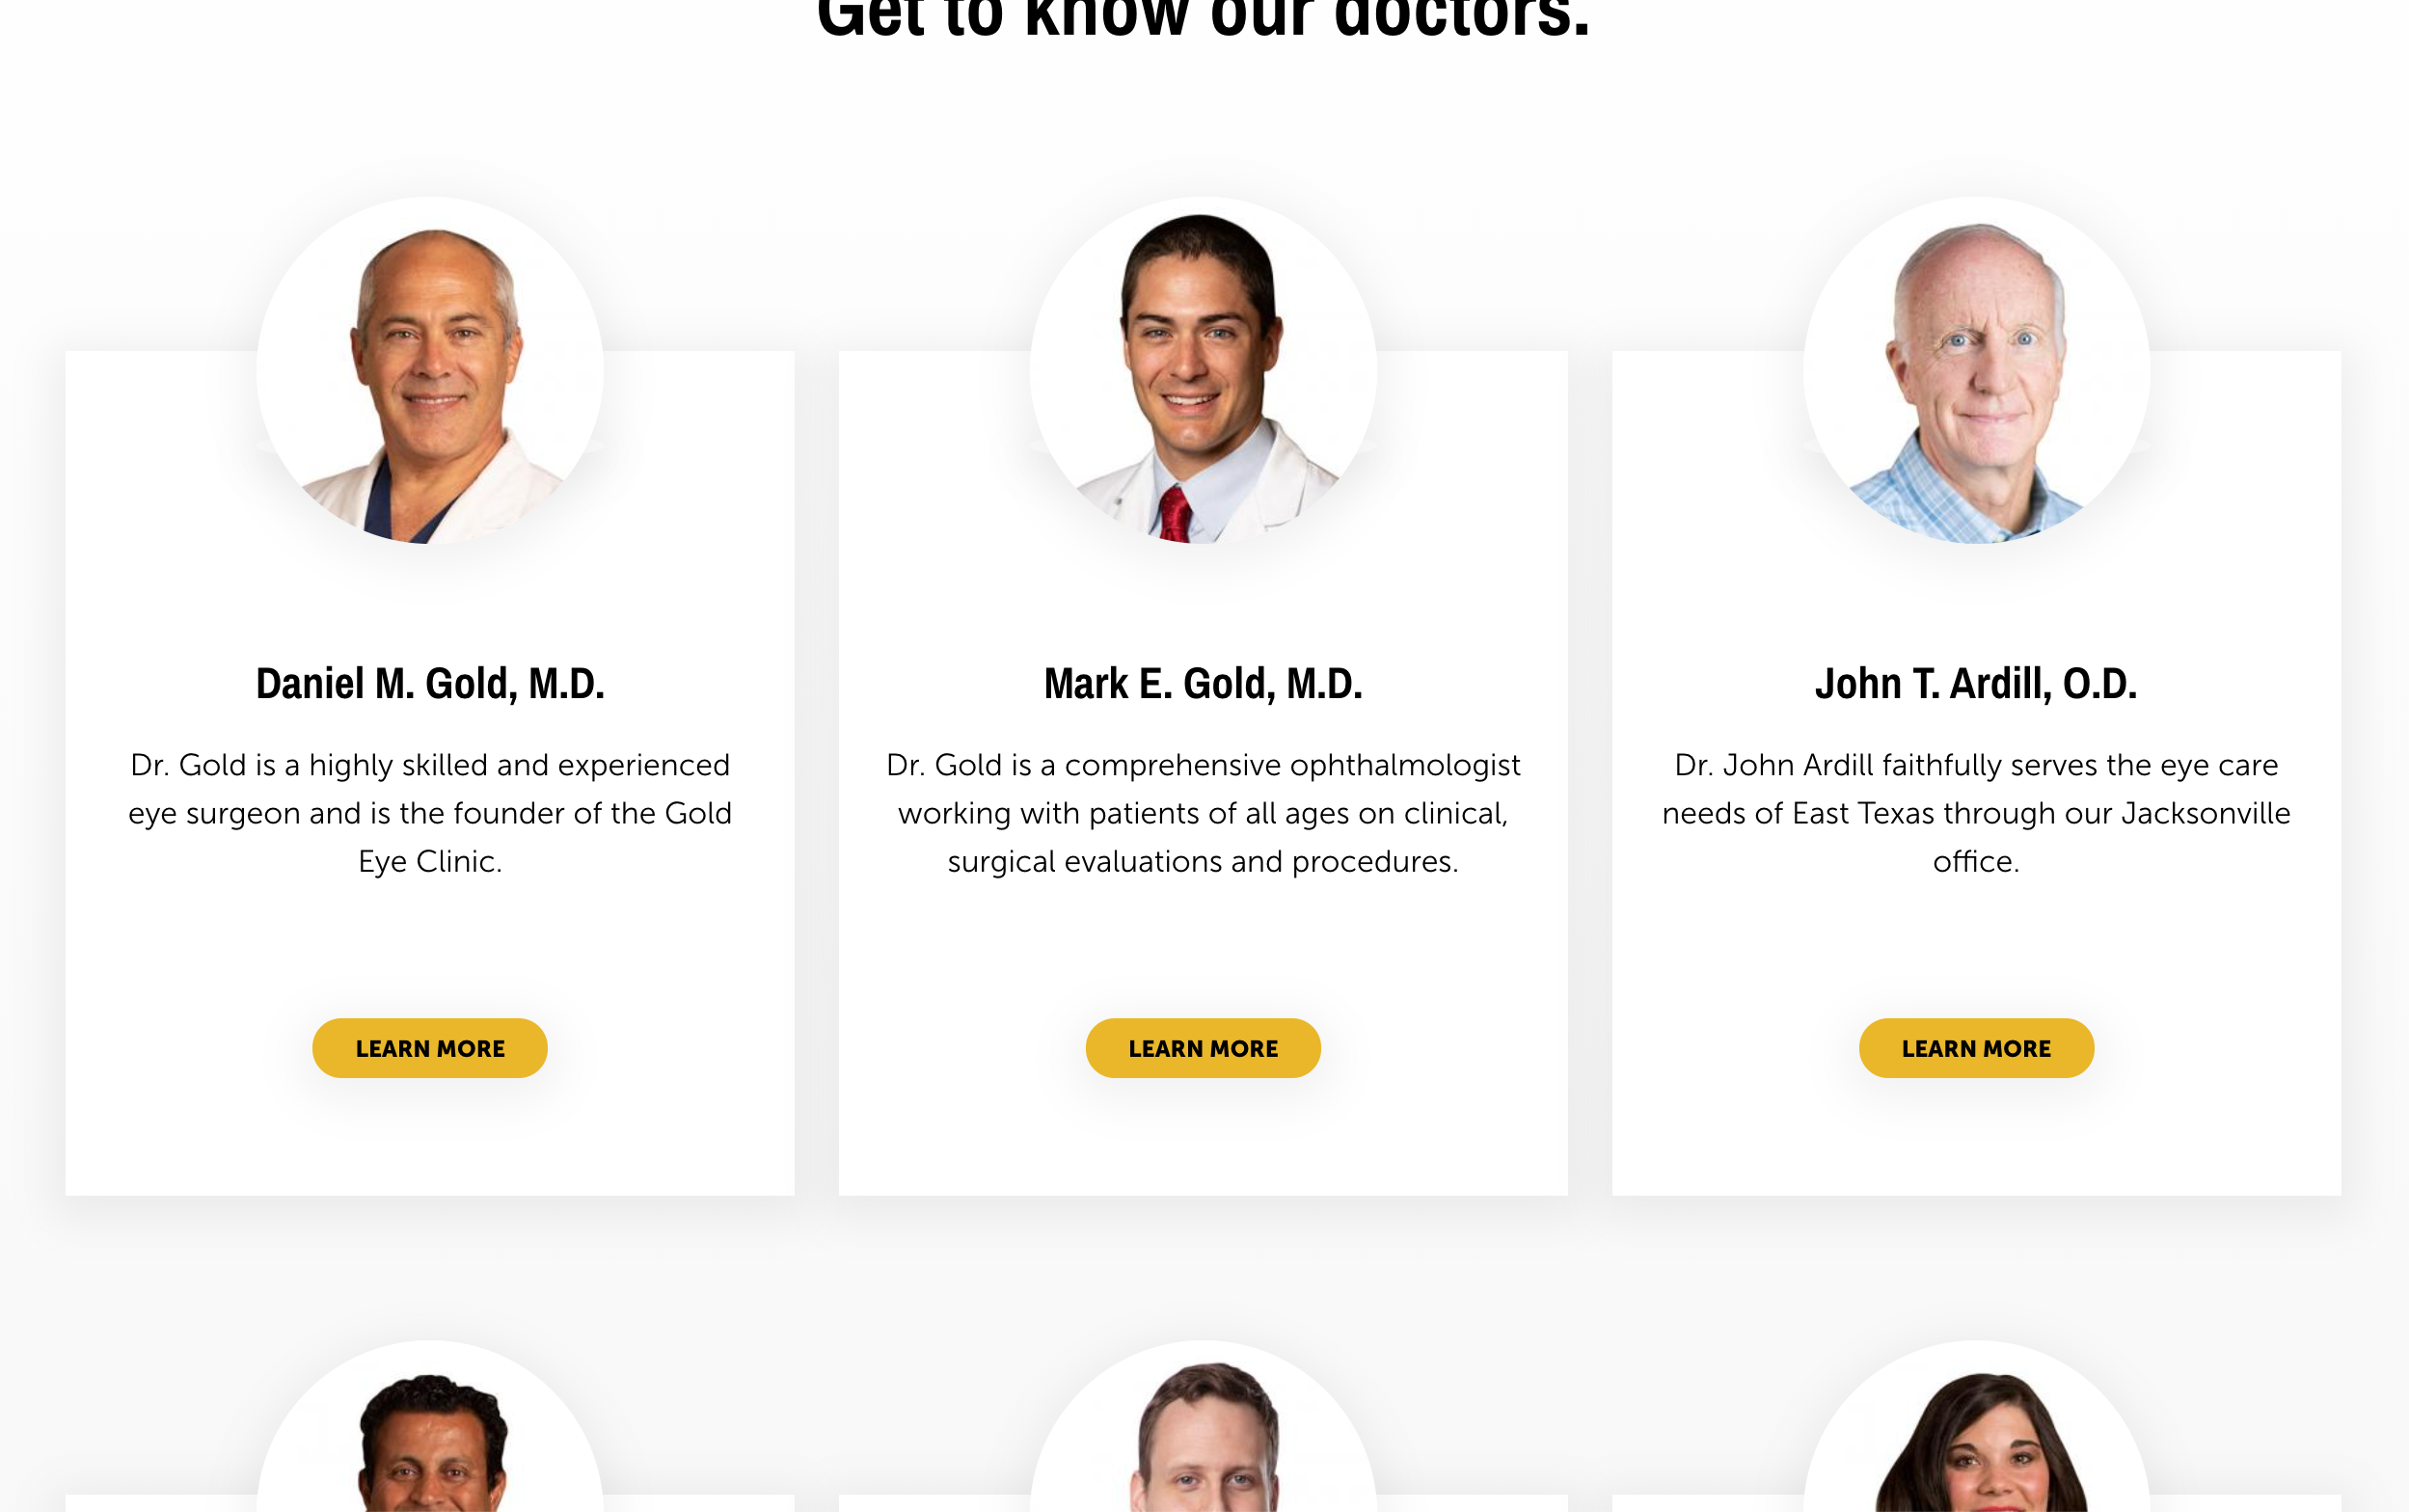 Get to know our doctors.
Daniel M. Gold, M.D.
Dr. Gold is a highly skilled and experienced
eye surgeon and is the founder of the Gold
Eye Clinic.
LEARN MORE
Mark E. Gold, M.D.
Dr. Gold is a comprehensive ophthalmologist
working with patients of all ages on clinical,
surgical evaluations and procedures.
LEARN MORE
John T. Ardill, O.D.
Dr. John Ardill faithfully serves the eye care
needs of East Texas through our Jacksonville
office.
LEARN MORE